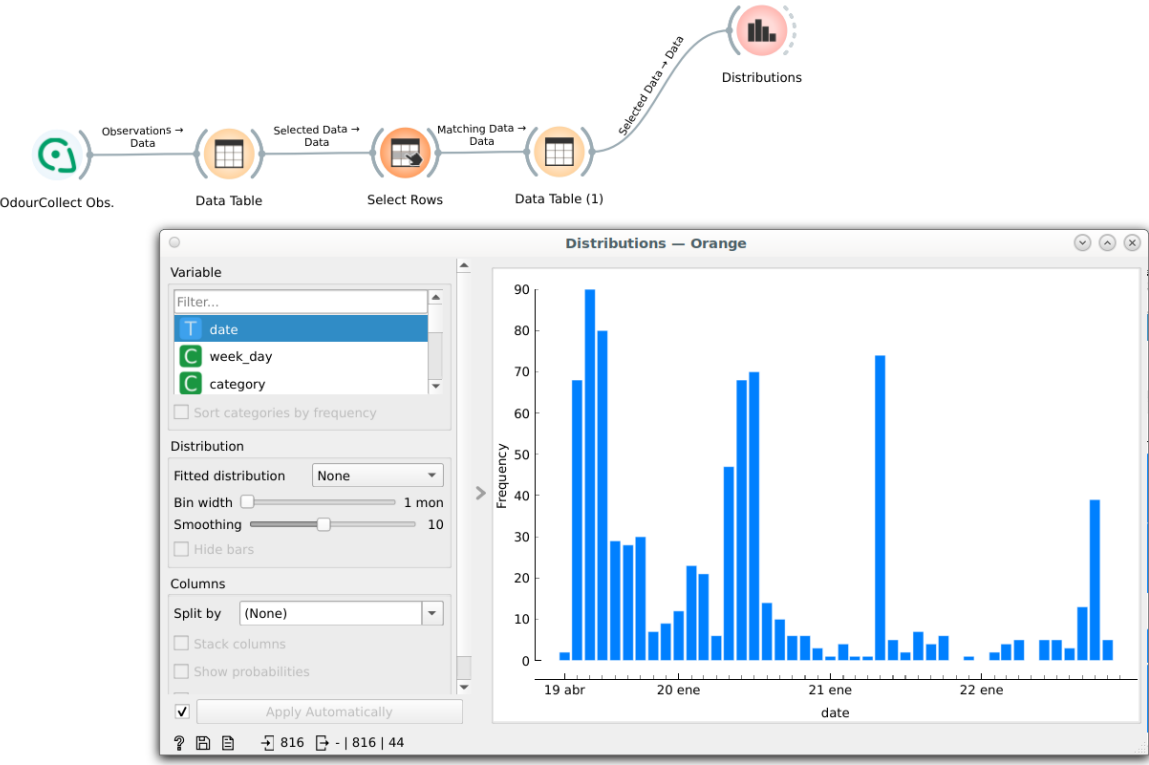 Distributions
Selected Data → Data
Observations →
Data
Selected Data →
Data
Matching Data →
Data
OdourCollect Obs.
Data Table
Select Rows
Data Table (1)
Distributions — Orange
Variable
Filter...
T date
C week_day
C category
Sort categories by frequency
Distribution
Fitted distribution None
Bin width 1 mon
Smoothing 10
Hide bars
Columns
Split by (None)
Stack columns
Show probabilities
Apply Automatically
? 816 - | 816 | 44
90
80
70
60
50
40
30
20
10
0
Frequency
19 abr 20 ene 21 ene 22 ene
date